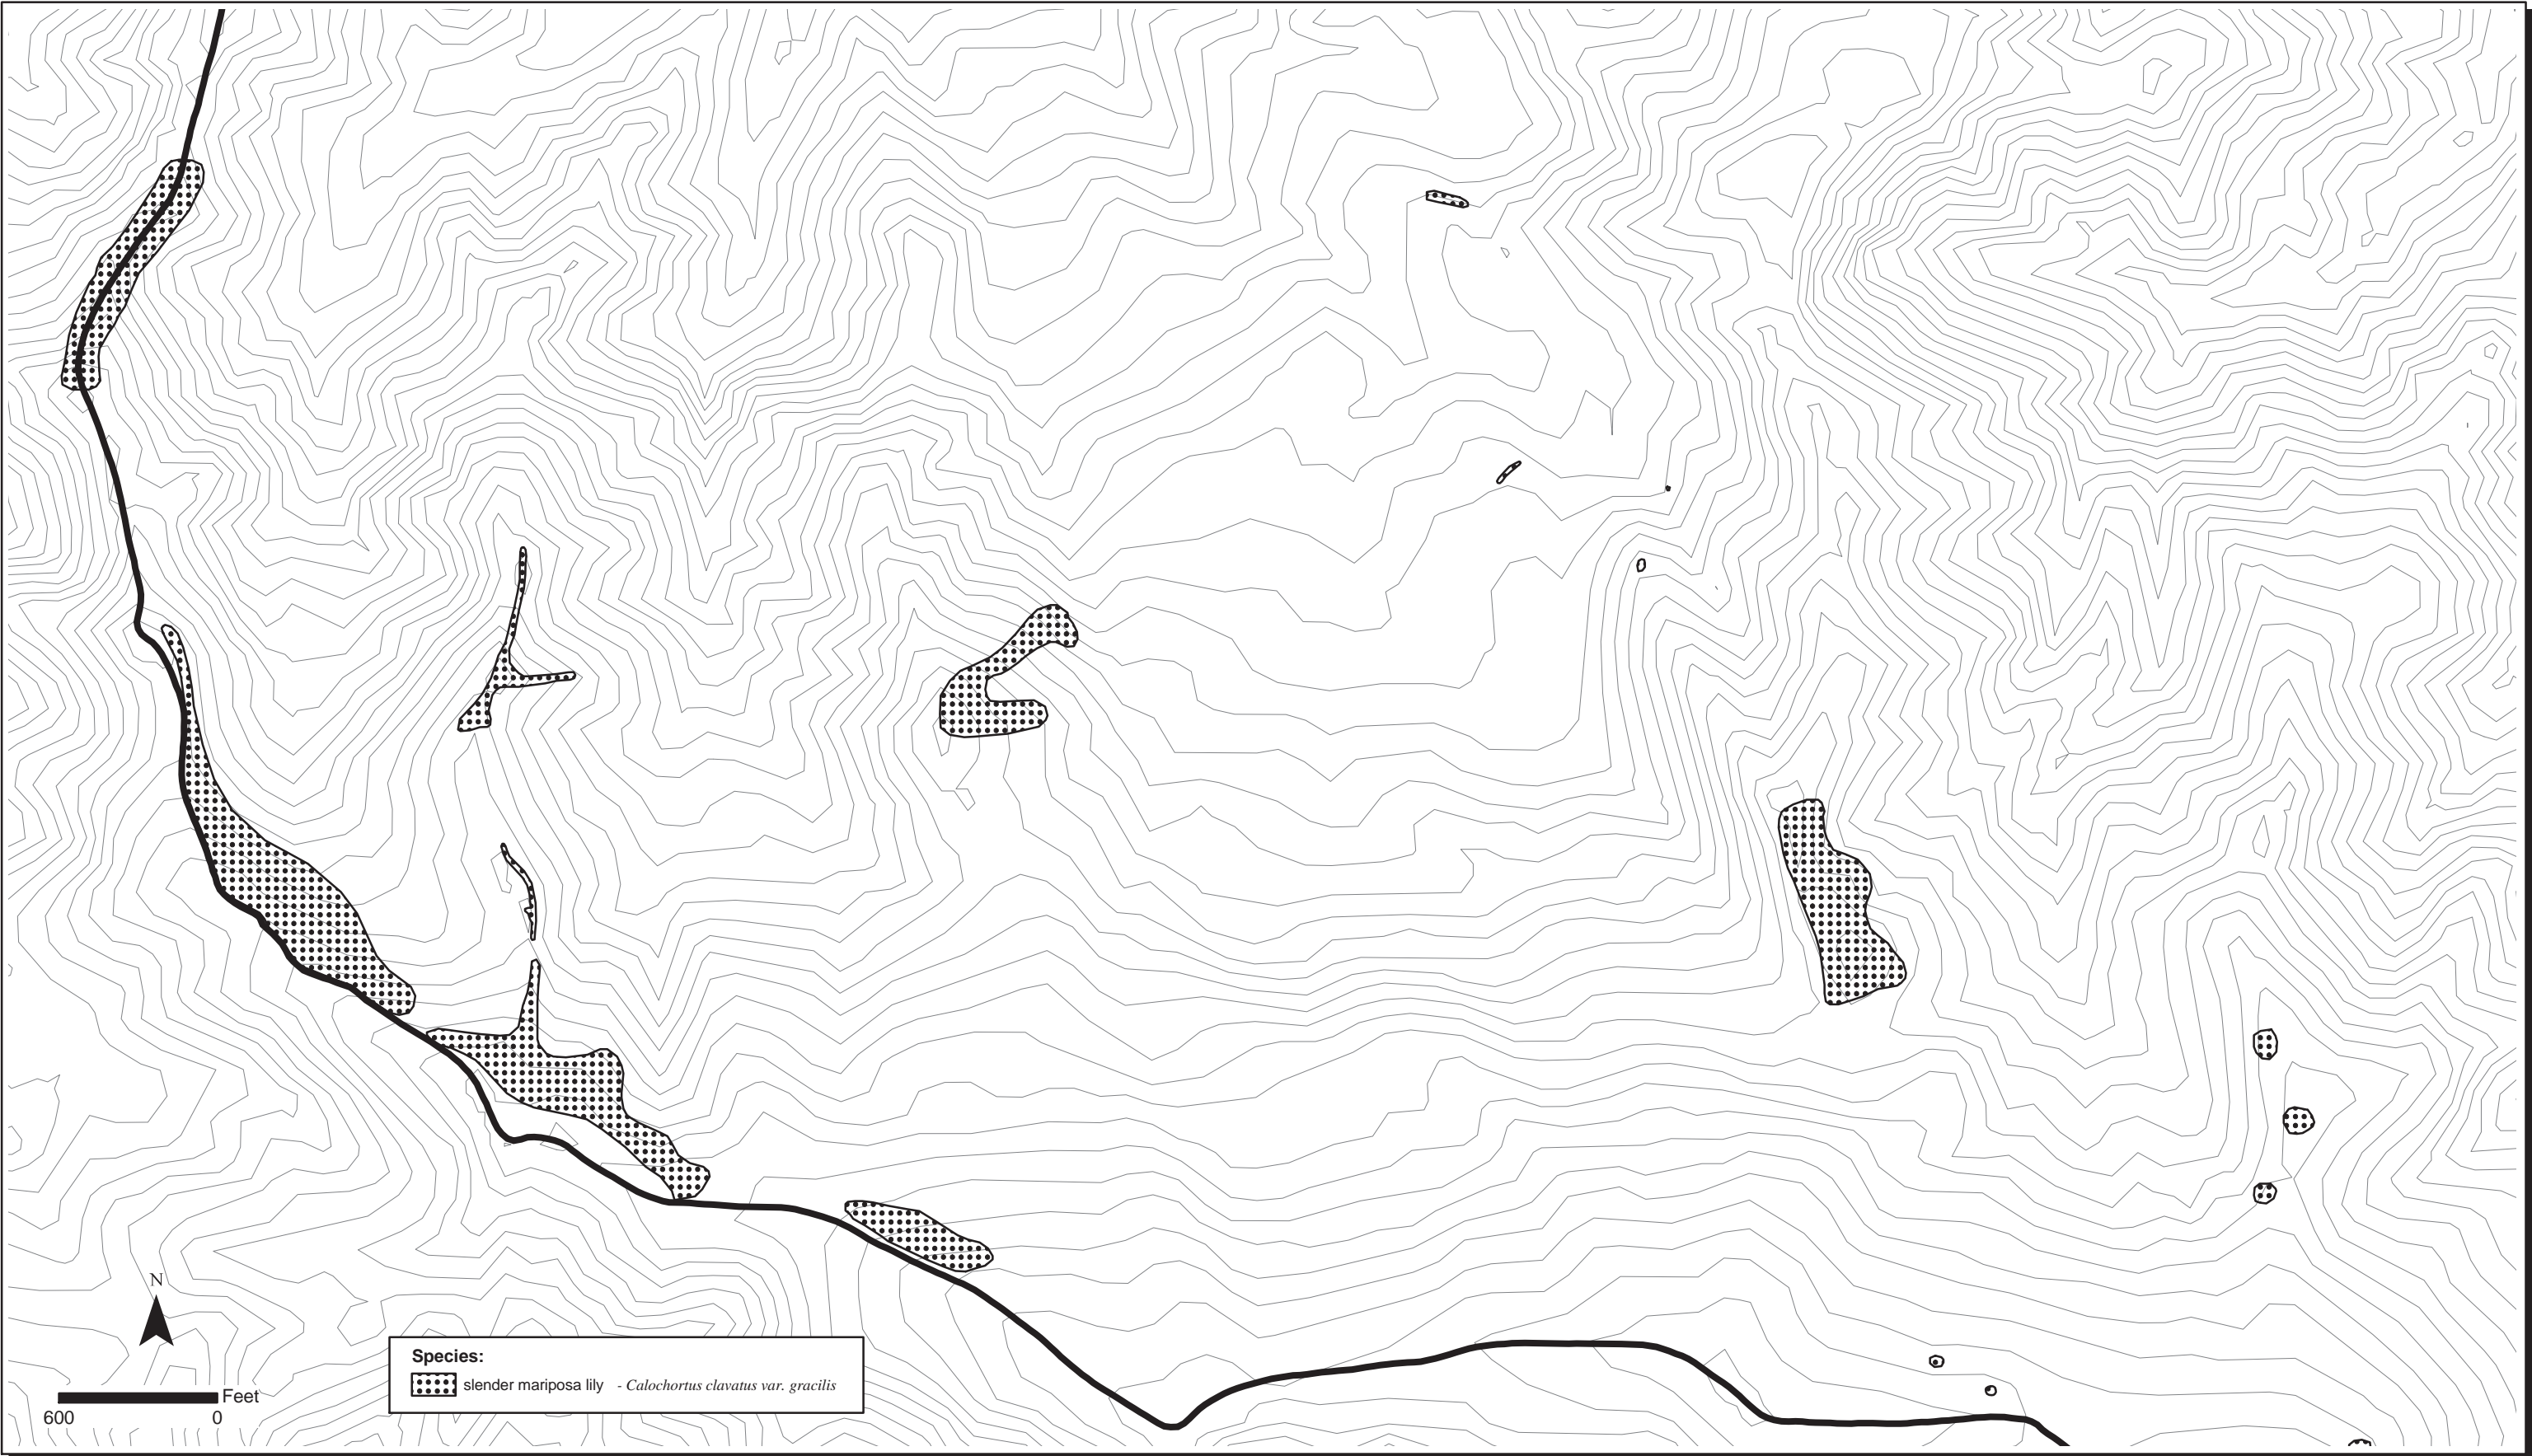 N
Species:
slender mariposa lily - Calochortus clavatus var. gracilis
Feet
600 0